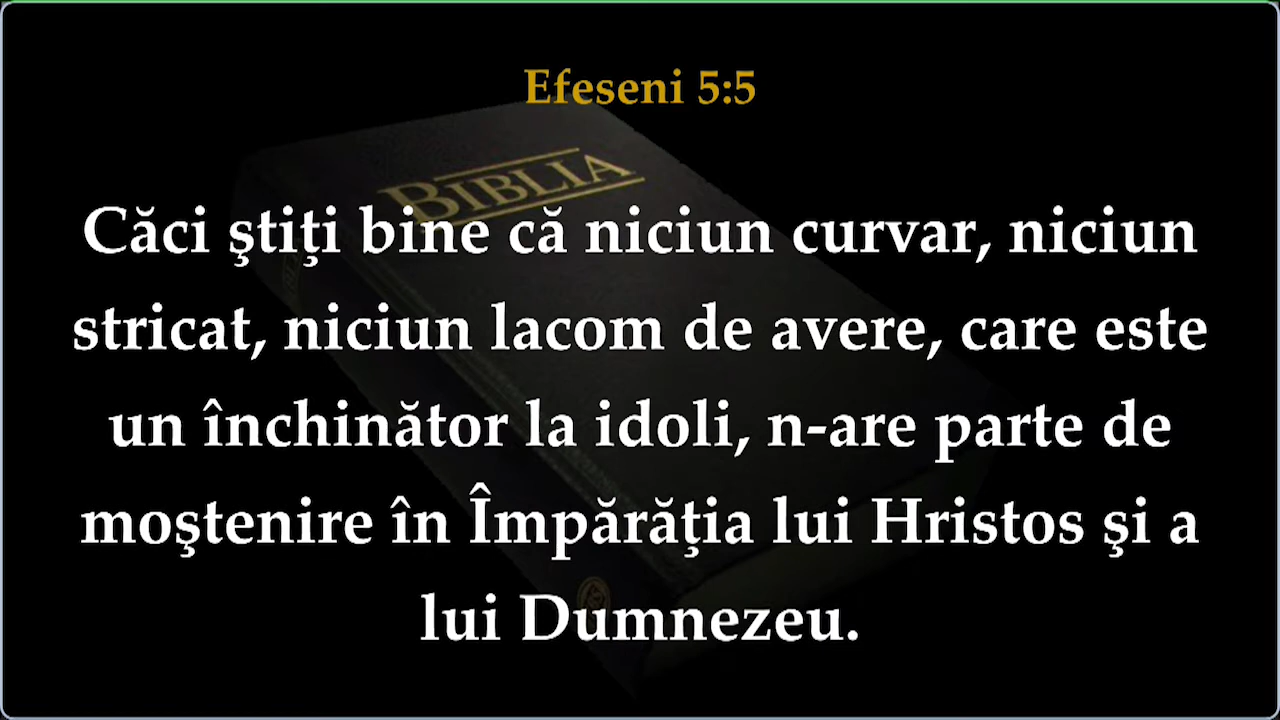 Efeseni 5:5
BIBLIA
Căci ştiţi bine că niciun curvar, niciun
stricat, niciun lacom de avere, care este
un închinător la idoli, n-are parte de
moştenire în Împărăţia lui Hristos şi a
lui Dumnezeu.